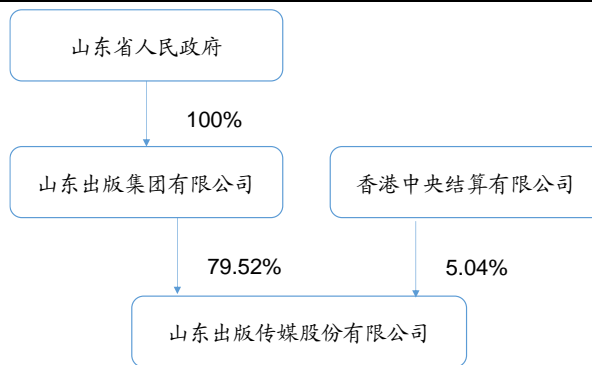 山东省人民政府
100%
山东出版集团有限公司
香港中央结算有限公司
79.52%
5.04%
山东出版传媒股份有限公司